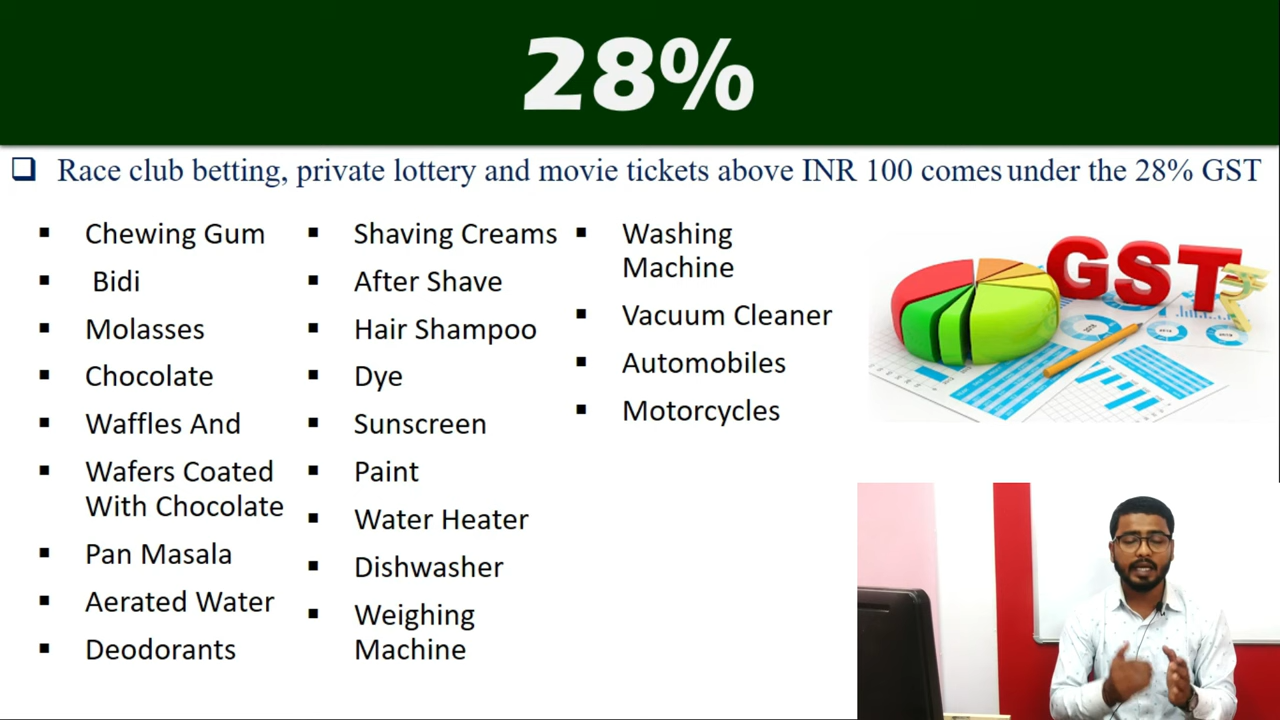 28%
Race club betting, private lottery and movie tickets above INR 100 comes under the 28% GST
Chewing Gum
Bidi
Molasses
Chocolate
Waffles And
Wafers Coated
With Chocolate
Pan Masala
Aerated Water
Deodorants
Shaving Creams
After Shave
Hair Shampoo
Dye
Sunscreen
Paint
Water Heater
Dishwasher
Weighing
Machine
Washing
Machine
Vacuum Cleaner
Automobiles
Motorcycles
GST₹